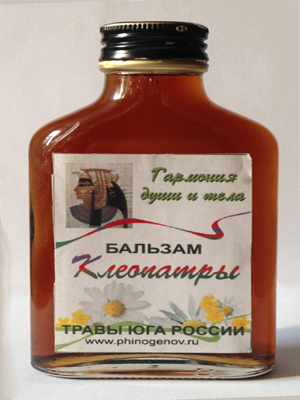 Гармония
души и тела
БАЛЬЗАМ
Клеопатры
ТРАВЫ ЮГА РОССИИ
www.phinogenov.ru